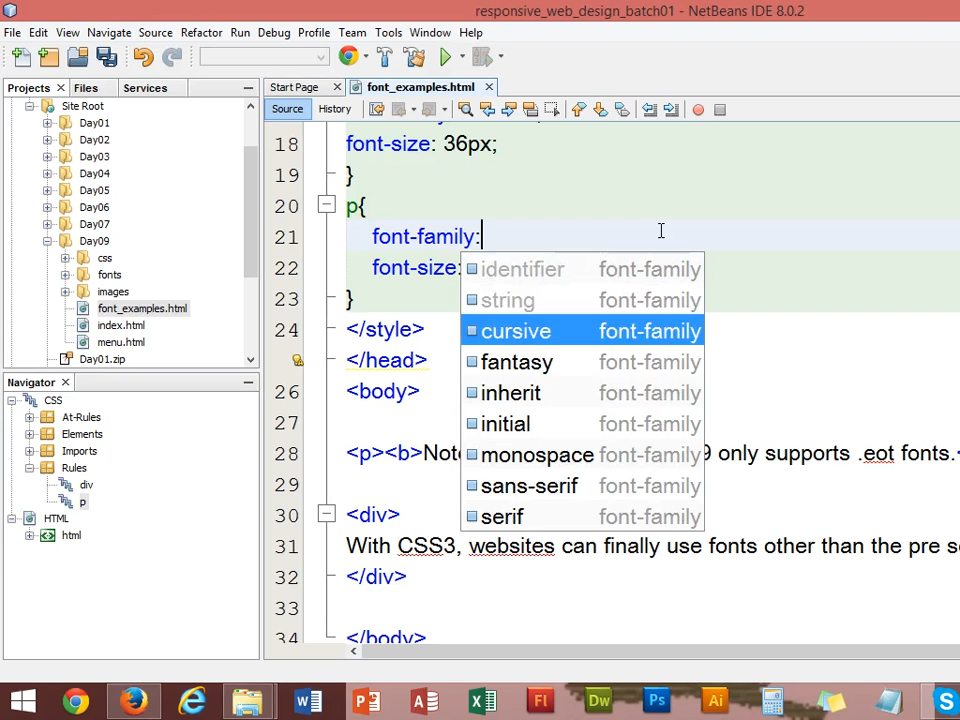 responsive_web_design_batch01 - NetBeans IDE 8.0.2
File Edit View Navigate Source Refactor Run Debug Profile Team Tools Window Help
Projects Files Services
Start Page font_examples.html
Source History
Site Root
Day01
Day02
Day03
Day04
Day05
Day06
Day07
Day09
css
fonts
images
font_examples.html
index.html
menu.html
Day01.zip
Navigator
CSS
At-Rules
Elements
Imports
Rules
div
p
HTML
html
18 font-size: 36px;
19 }
20 p{
21 font-family:
22 font-size:
23 }
24 </style>
</head>
26 <body>
27
28 <p><b>Note 9 only supports .eot fonts.
29
30 <div>
31 With CSS3, websites can finally use fonts other than the pre s
32 </div>
33
34 </body>
identifier font-family
string font-family
cursive font-family
fantasy font-family
inherit font-family
initial font-family
monospace font-family
sans-serif font-family
serif font-family
W P A X Fl Dw Ps Ai S